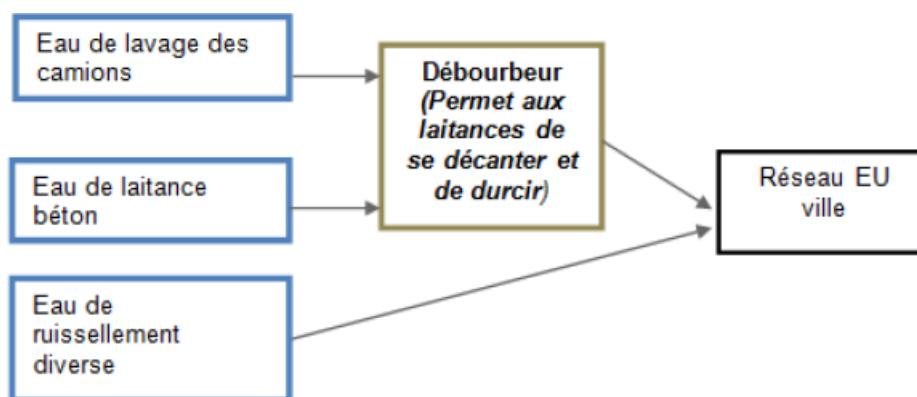 Eau de lavage des
camions
Débourbeur
(Permet aux
laitances de
se décanter et
de durcir)
Eau de laitance
béton
Réseau EU
ville
Eau de
ruissellement
diverse